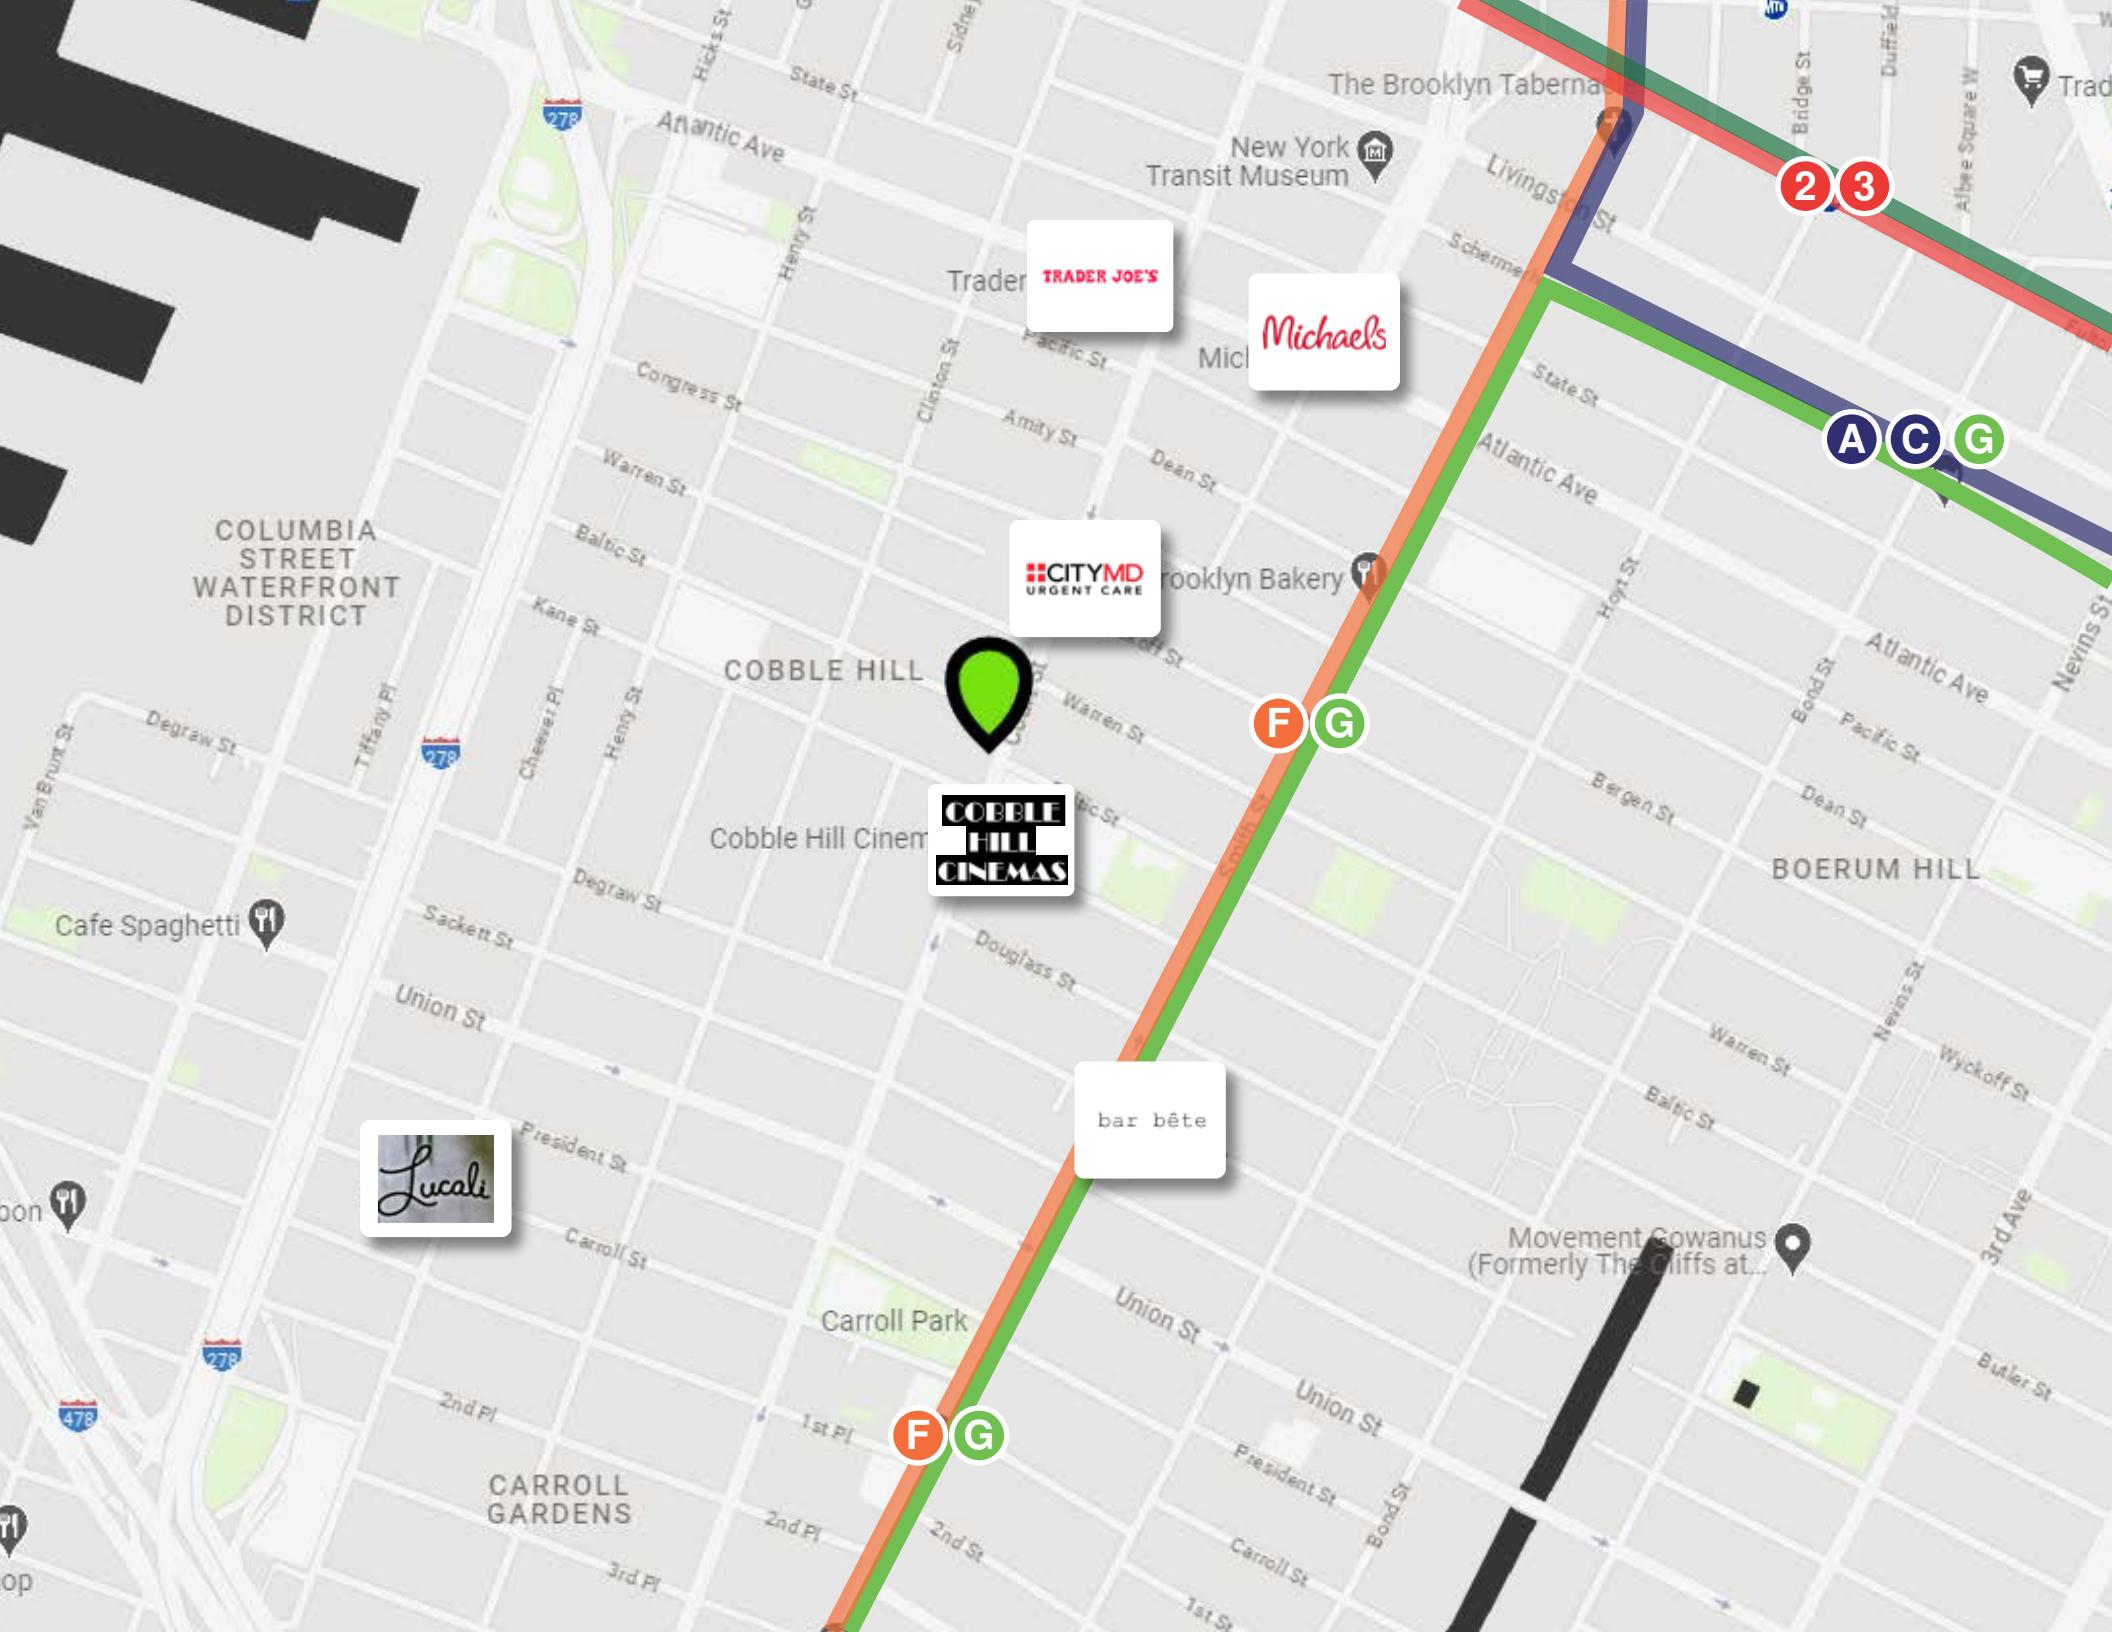 Hicks St
Sidney
State St
278
Atlantic Ave
The Brooklyn Tabernac
Bridge St
Duffield
Albee Square W
Trad
New York
Transit Museum
Livingston St
2 3
Henry St
Trader
TRADER JOE'S
Schermerh
Michaels
Mic
Fulto
Pacific St
Clinton St
Congress St
Amity St
State St
Atlantic Ave
A C G
Dean St
Warren St
Baltic St
COLUMBIA
STREET
WATERFRONT
DISTRICT
CITYMD
URGENT CARE
rooklyn Bakery
Hoyt St
Kane St
koff St
Nevins St
Atlantic Ave
COBBLE HILL
Warren St
Bond St
Tiffany Pl
Cheever Pl
Henry St
Degraw St
Van Brunt St
278
F G
Pacific St
Bergen St
Dean St
tic St
Smith St
COBBLE
HILL
CINEMAS
Cobble Hill Cinem
BOERUM HILL
Degraw St
Cafe Spaghetti
Sackett St
Douglass St
Union St
Nevins St
Warren St
Wyckoff St
Baltic St
bar bête
President St
Lucali
oon
Carroll St
Movement Gowanus
(Formerly The Cliffs at...
3rd Ave
Carroll Park
Union St
278
478
2nd Pl
1st Pl
F G
Union St
Butler St
CARROLL
GARDENS
President St
Bond St
2nd Pl
2nd St
Carroll St
3rd Pl
op
1st St